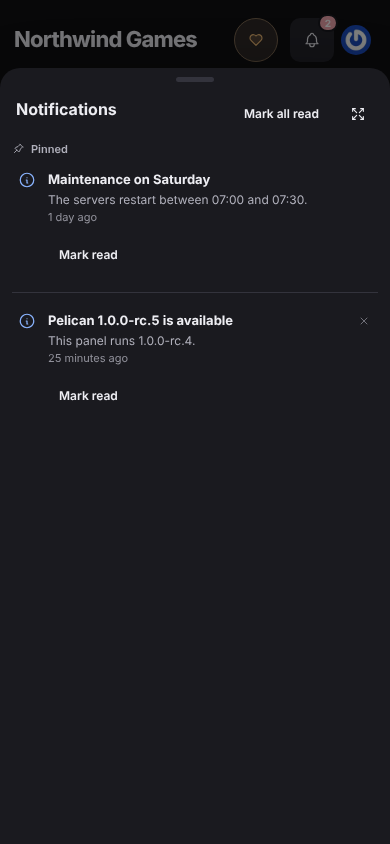 Northwind Games
2
Notifications
Mark all read
Pinned
Maintenance on Saturday
The servers restart between 07:00 and 07:30.
1 day ago
Mark read
Pelican 1.0.0-rc.5 is available
This panel runs 1.0.0-rc.4.
25 minutes ago
Mark read